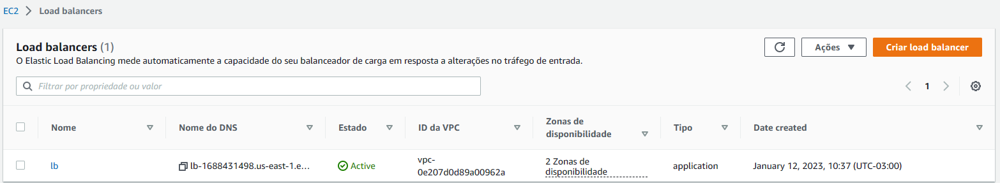 EC2 Load balancers
Load balancers (1)
Ações
Criar load balancer
O Elastic Load Balancing mede automaticamente a capacidade do seu balanceador de carga em resposta a alterações no tráfego de entrada.
Filtrar por propriedade ou valor
1
Nome
Nome do DNS
Estado
ID da VPC
Zonas de
disponibilidade
Tipo
Date created
lb
lb-1688431498.us-east-1.e...
Active
vpc-
0e207d0d89a00962a
2 Zonas de
disponibilidade
application
January 12, 2023, 10:37 (UTC-03:00)